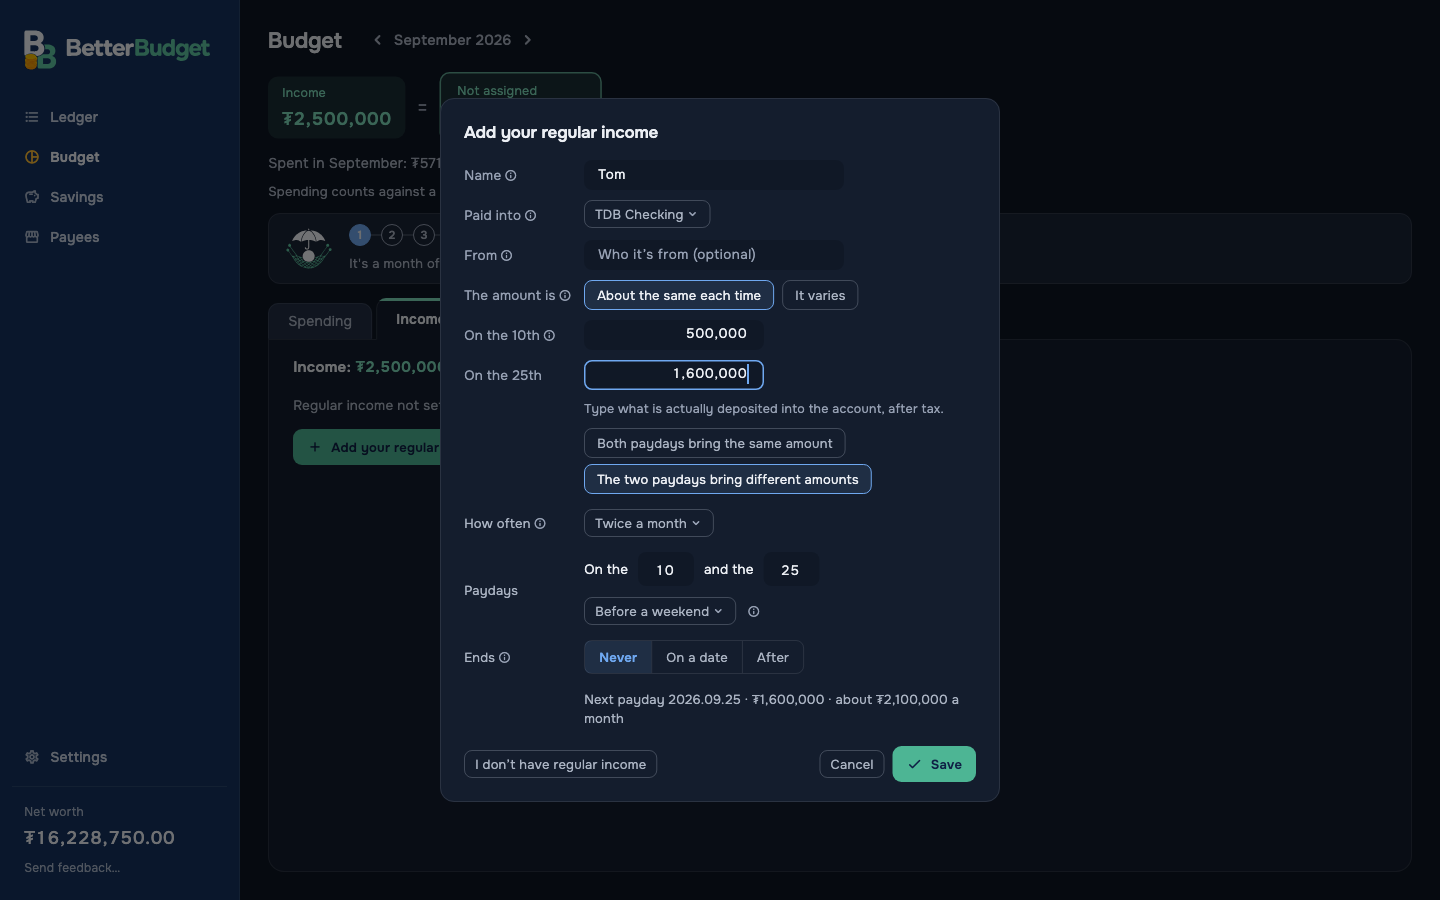 BetterBudget
Ledger
Budget
Savings
Payees
Settings
Net worth
₮16,228,750.00
Send feedback...
Budget
September 2026
Income
₮2,500,000
=
Not assigned
Spent in September: ₮571
Spending counts against a
1 2 3
It's a month of
Spending
Income: ₮2,500,00
Regular income not se
+ Add your regular
Add your regular income
Name
Tom
Paid into
TDB Checking
From
Who it's from (optional)
The amount is
About the same each time
It varies
On the 10th
500,000
On the 25th
1,600,000
Type what is actually deposited into the account, after tax.
Both paydays bring the same amount
The two paydays bring different amounts
How often
Twice a month
Paydays
On the 10 and the 25
Before a weekend
Ends
Never
On a date
After
Next payday 2026.09.25 · ₮1,600,000 · about ₮2,100,000 a
month
I don't have regular income
Cancel
Save